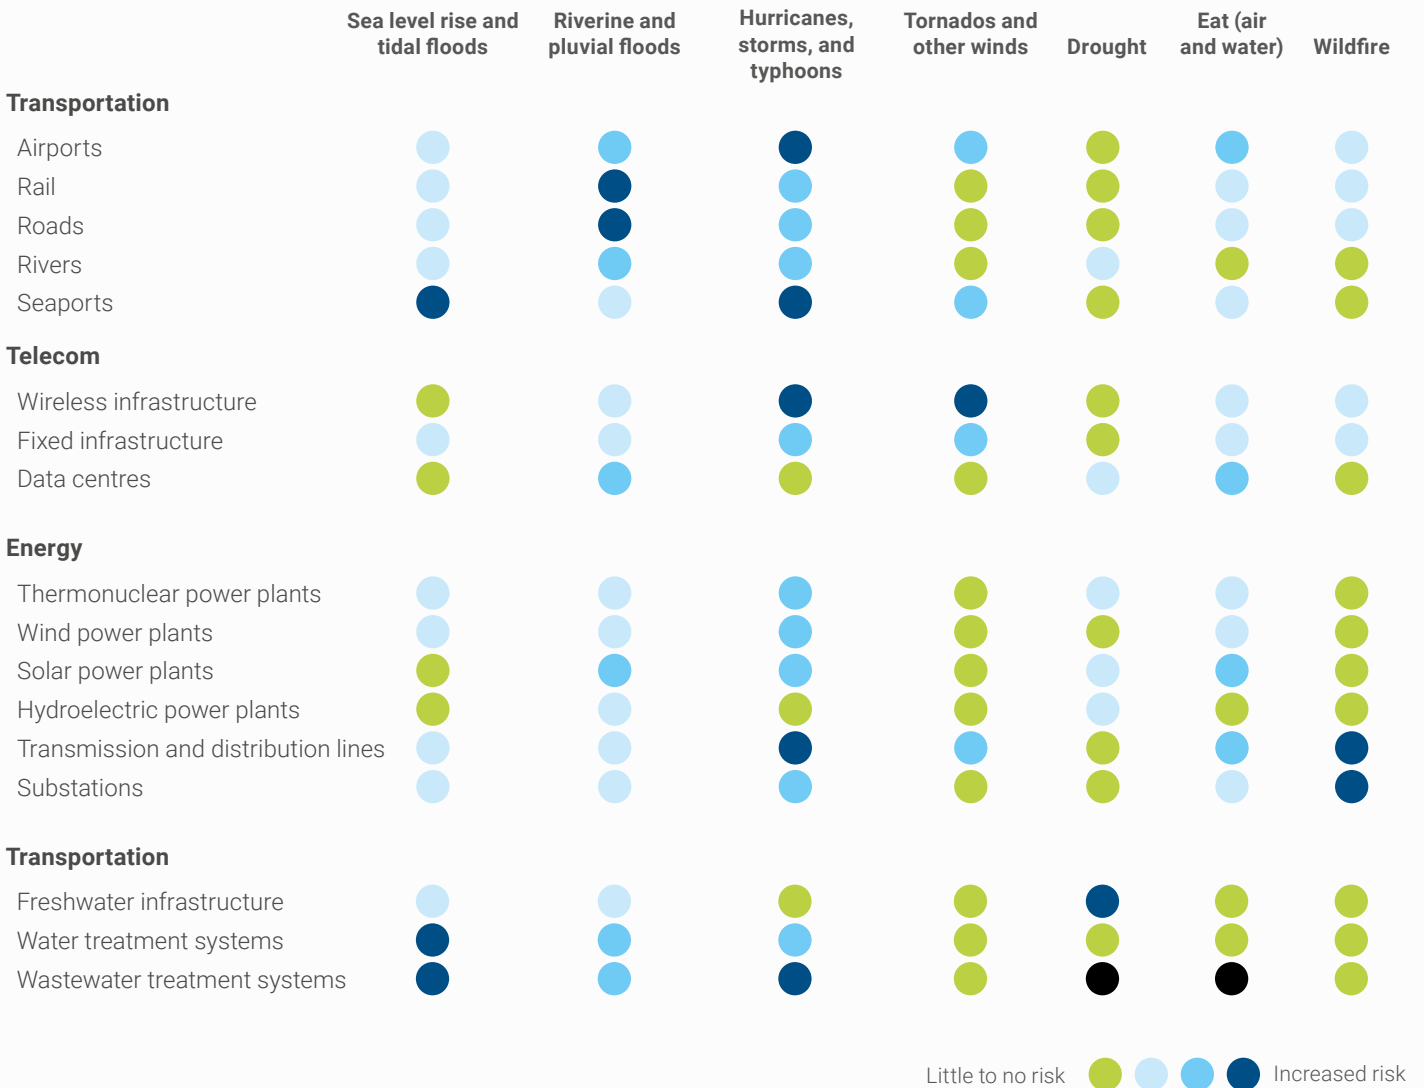 Sea level rise and
tidal floods
Riverine and
pluvial floods
Hurricanes,
storms, and
typhoons
Tornados and
other winds
Drought
Eat (air
and water)
Wildfire
Transportation
Airports
Rail
Roads
Rivers
Seaports
Telecom
Wireless infrastructure
Fixed infrastructure
Data centres
Energy
Thermonuclear power plants
Wind power plants
Solar power plants
Hydroelectric power plants
Transmission and distribution lines
Substations
Transportation
Freshwater infrastructure
Water treatment systems
Wastewater treatment systems
Little to no risk
Increased risk